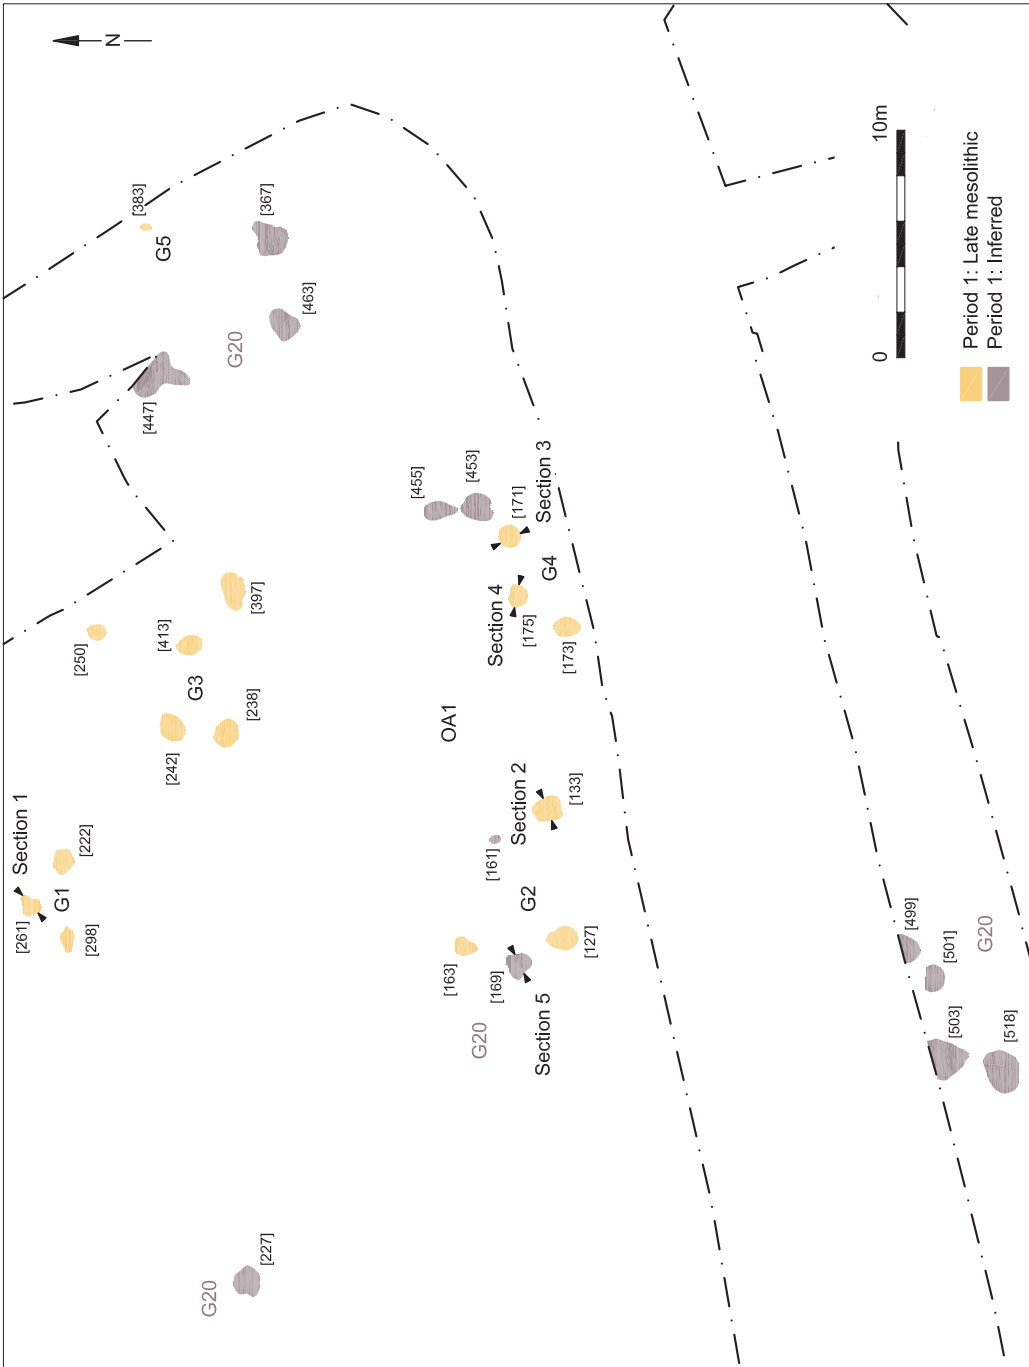 N
[383]
G5
[367]
[463]
G20
[447]
[455]
[453]
[171]
Section 3
G4
Section 4
[175]
[173]
[397]
[250]
[413]
G3
[238]
[242]
OA1
Section 2
[133]
[161]
G2
[127]
[163]
[169]
Section 5
G20
Section 1
[222]
[261]
G1
[298]
[227]
G20
[499]
[501]
G20
[503]
[518]
0
10m
Period 1: Late mesolithic
Period 1: Inferred